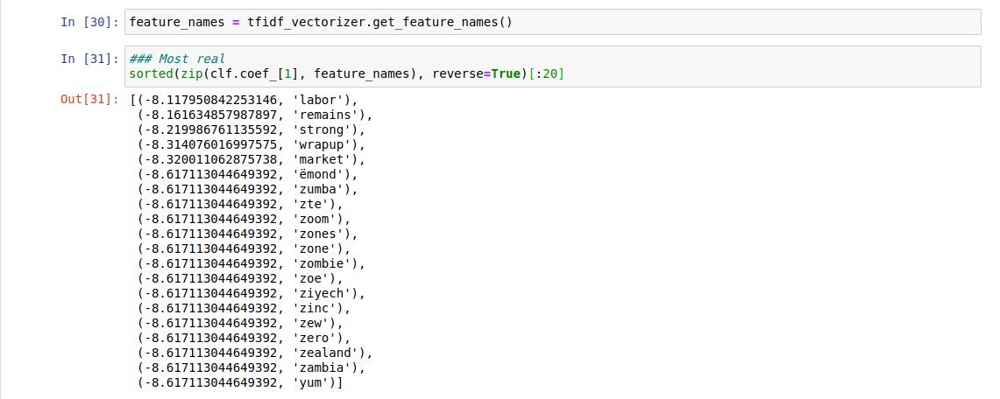 In [30]: feature_names = tfidf_vectorizer.get_feature_names()
In [31]: ### Most real
sorted(zip(clf.coef_[1], feature_names), reverse=True)[:20]
Out[31]: [(-8.117950842253146, 'labor'),
(-8.161634857987897, 'remains'),
(-8.219986761135592, 'strong'),
(-8.314076016997575, 'wrapup'),
(-8.320011062875738, 'market'),
(-8.617113044649392, 'ëmond'),
(-8.617113044649392, 'zumba'),
(-8.617113044649392, 'zte'),
(-8.617113044649392, 'zoom'),
(-8.617113044649392, 'zones'),
(-8.617113044649392, 'zone'),
(-8.617113044649392, 'zombie'),
(-8.617113044649392, 'zoe'),
(-8.617113044649392, 'ziyech'),
(-8.617113044649392, 'zinc'),
(-8.617113044649392, 'zew'),
(-8.617113044649392, 'zero'),
(-8.617113044649392, 'zealand'),
(-8.617113044649392, 'zambia'),
(-8.617113044649392, 'yum')]